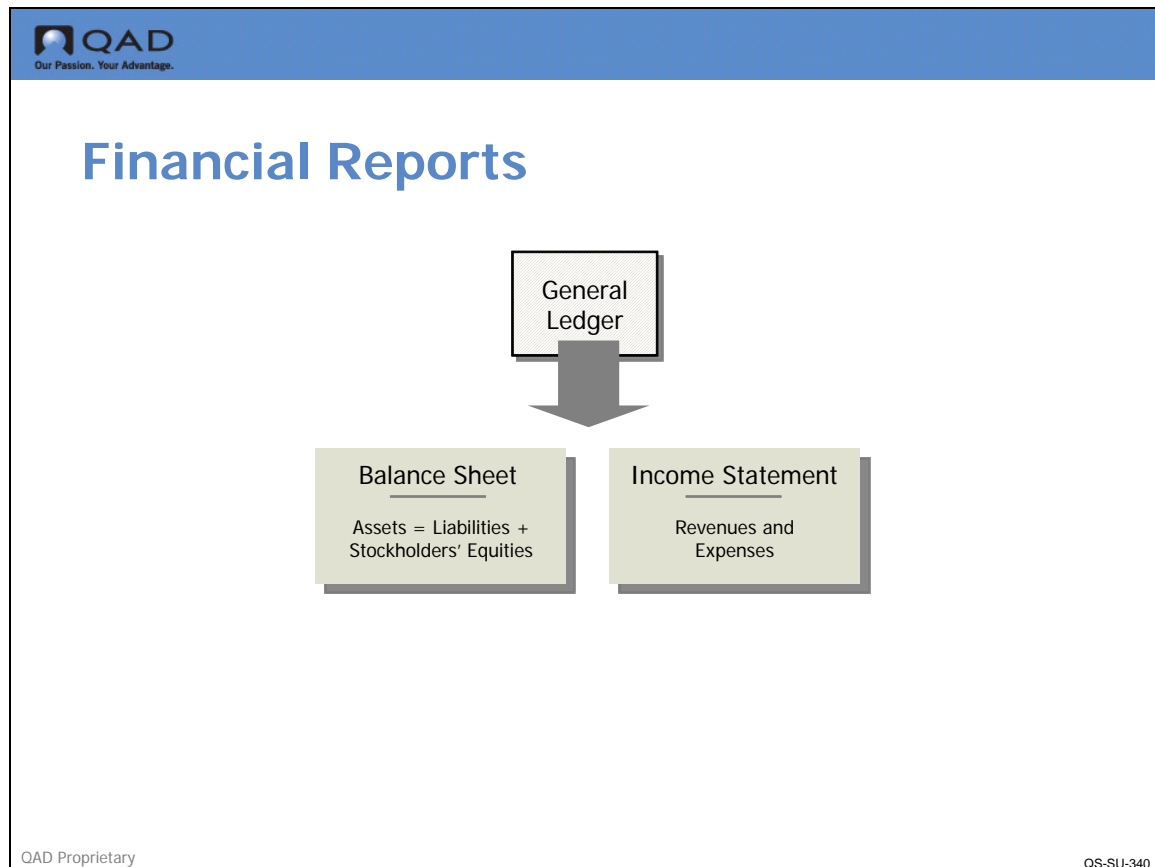 QAD
Our Passion. Your Advantage.
Financial Reports
General
Ledger
Balance Sheet
Assets = Liabilities +
Stockholders' Equities
Income Statement
Revenues and
Expenses
QAD Proprietary
QS-SU-340